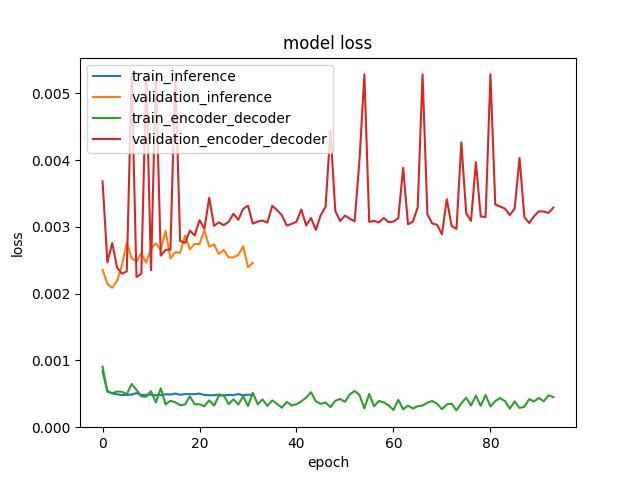 model loss
train_inference
validation_inference
train_encoder_decoder
validation_encoder_decoder
0.005
0.004
0.003
0.002
0.001
0.000
loss
0 20 40 60 80
epoch